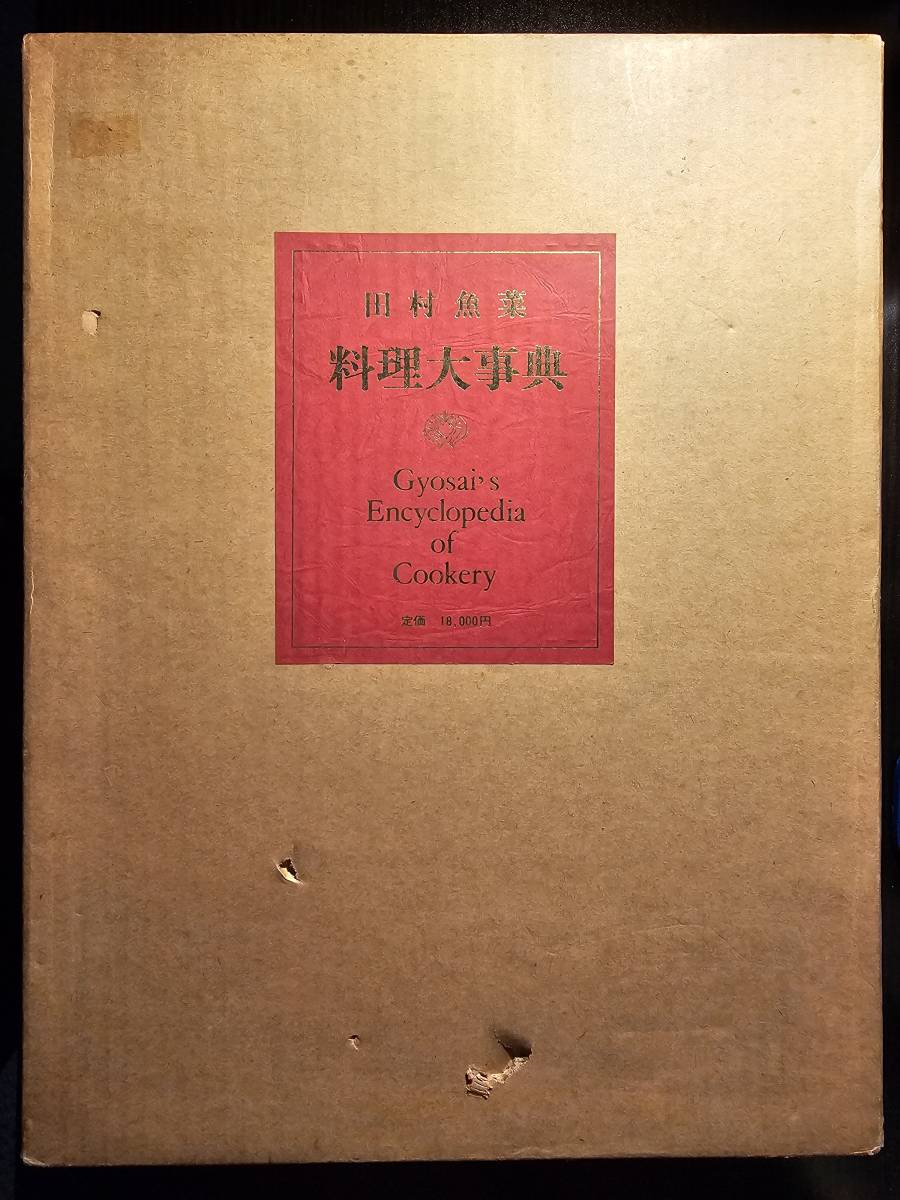 田村魚菜
料理大事典
Gyosai's
Encyclopedia
of
Cookery
定価 18,000円